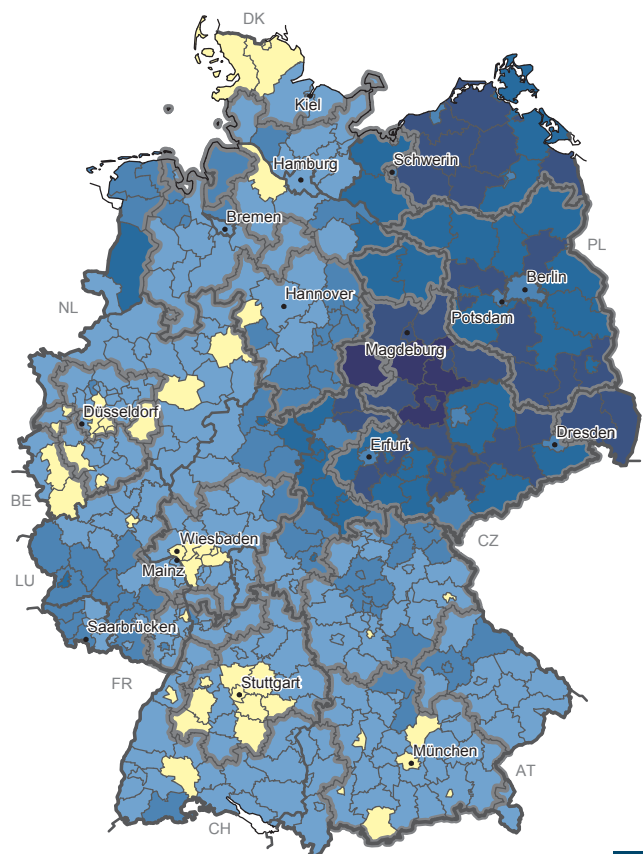 DK
Kiel
Schwerin
Hamburg
Bremen
PL
Berlin
NL
Hannover
Potsdam
Magdeburg
Düsseldorf
Dresden
Erfurt
BE
Wiesbaden
CZ
Mainz
LU
Saarbrücken
FR
Stuttgart
München
AT
CH